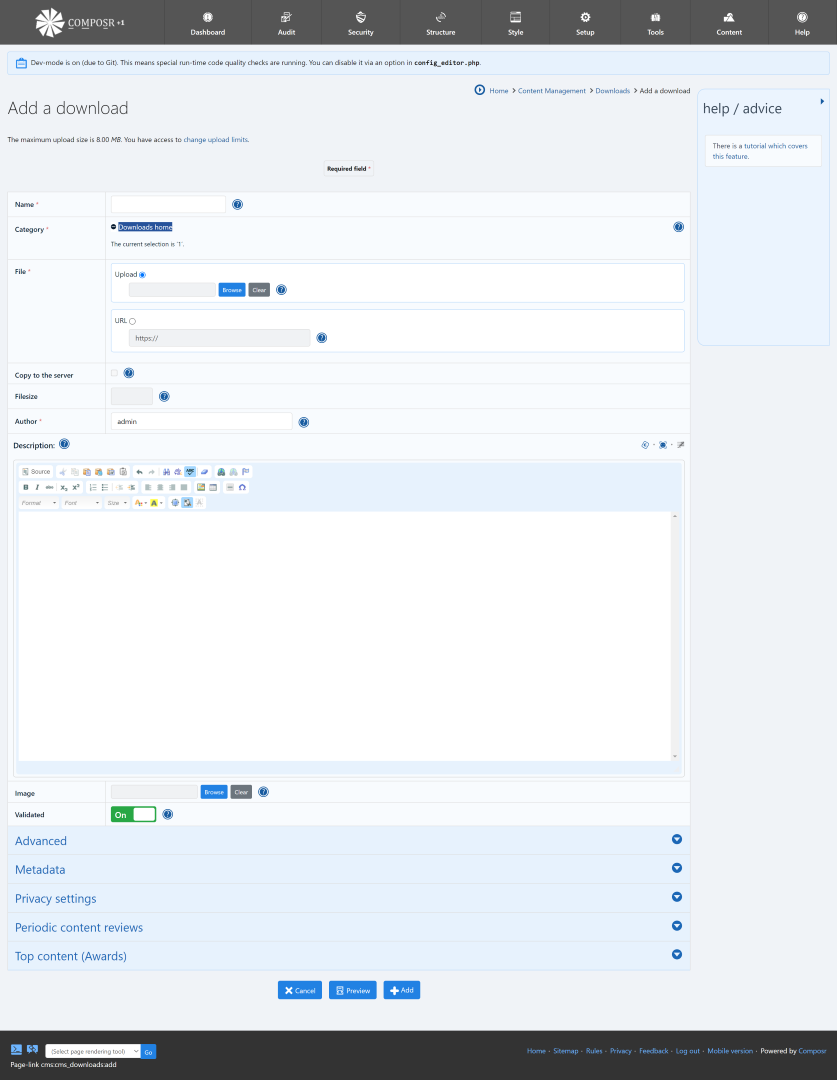 COMPOSR +1
Dashboard
Audit
Security
Structure
Style
Setup
Tools
Content
Help
Dev-mode is on (due to Git). This means special run-time code quality checks are running. You can disable it via an option in config_editor.php.
Home > Content Management > Downloads > Add a download
Add a download
help / advice
The maximum upload size is 8.00 MB. You have access to change upload limits.
There is a tutorial which covers
this feature.
Required field *
Name *
Category *
Downloads home
The current selection is '1'.
File *
Upload
Browse Clear
URL
https://
Copy to the server
Filesize
Author *
admin
Description:
Source
Format Font Size
Image
Browse Clear
Validated
On
Advanced
Metadata
Privacy settings
Periodic content reviews
Top content (Awards)
Cancel Preview Add
(Select page rendering tool) Go
Home - Sitemap - Rules - Privacy - Feedback - Log out - Mobile version - Powered by Composr
Page-link cms:cms_downloads:add